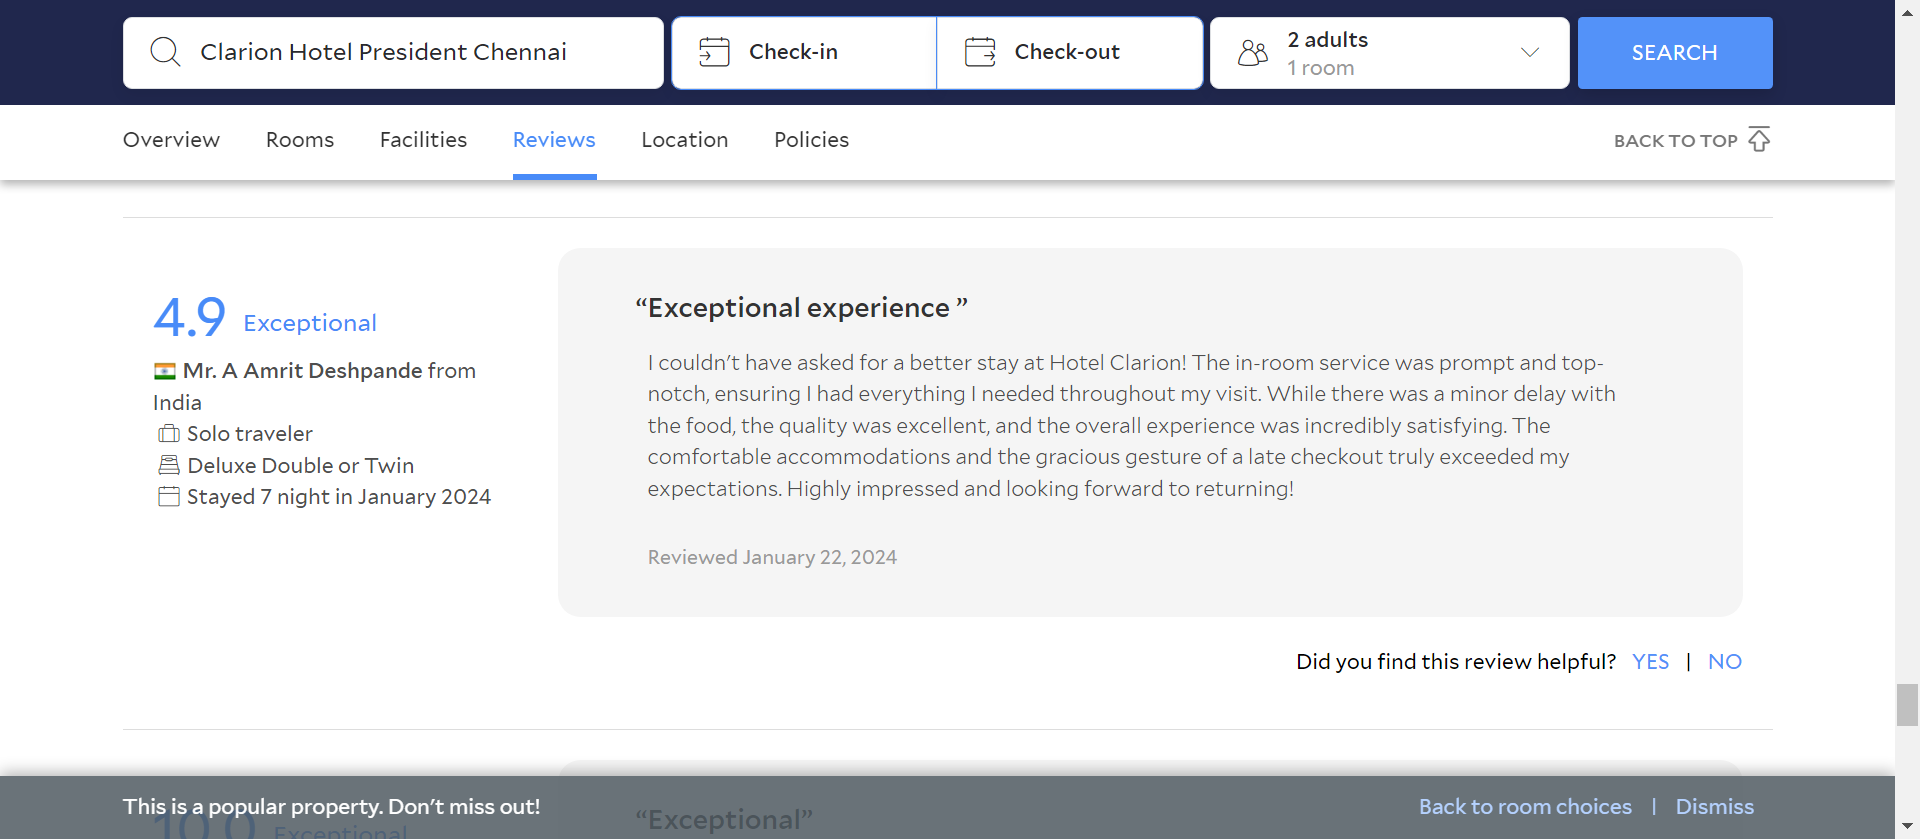 Clarion Hotel President Chennai
Check-in
Check-out
2 adults
1 room
SEARCH
Overview
Rooms
Facilities
Reviews
Location
Policies
BACK TO TOP
4.9 Exceptional
Mr. A Amrit Deshpande from
India
Solo traveler
Deluxe Double or Twin
Stayed 7 night in January 2024
“Exceptional experience ”
I couldn't have asked for a better stay at Hotel Clarion! The in-room service was prompt and top-
notch, ensuring I had everything I needed throughout my visit. While there was a minor delay with
the food, the quality was excellent, and the overall experience was incredibly satisfying. The
comfortable accommodations and the gracious gesture of a late checkout truly exceeded my
expectations. Highly impressed and looking forward to returning!
Reviewed January 22, 2024
Did you find this review helpful? YES | NO
This is a popular property. Don't miss out!
Back to room choices | Dismiss
10.0 Exceptional
“Exceptional”